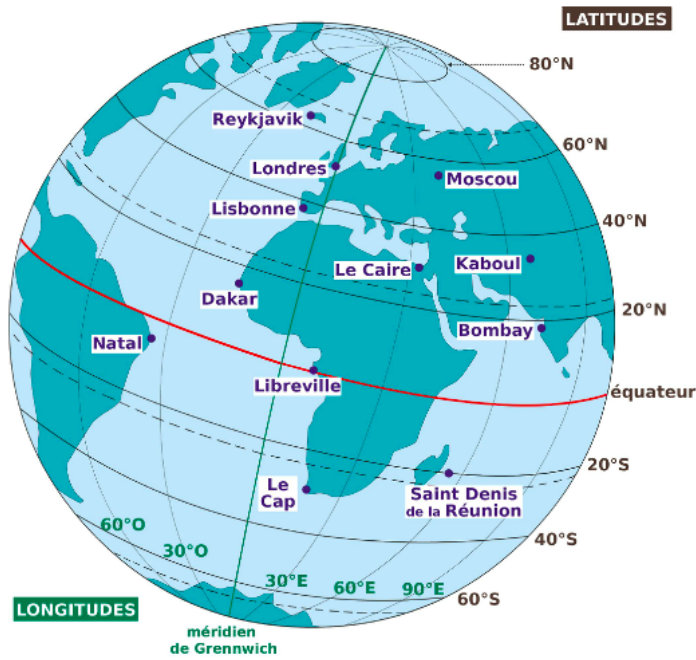 LATITUDES
80°N
Reykjavik
60°N
Londres
Moscou
Lisbonne
40°N
Kaboul
Le Caire
Dakar
20°N
Bombay
Natal
Libreville
équateur
20°S
Le
Cap
Saint Denis
de la Réunion
60°O
40°S
30°O
30°E
60°E
90°E
60°S
LONGITUDES
méridien
de Grennwich